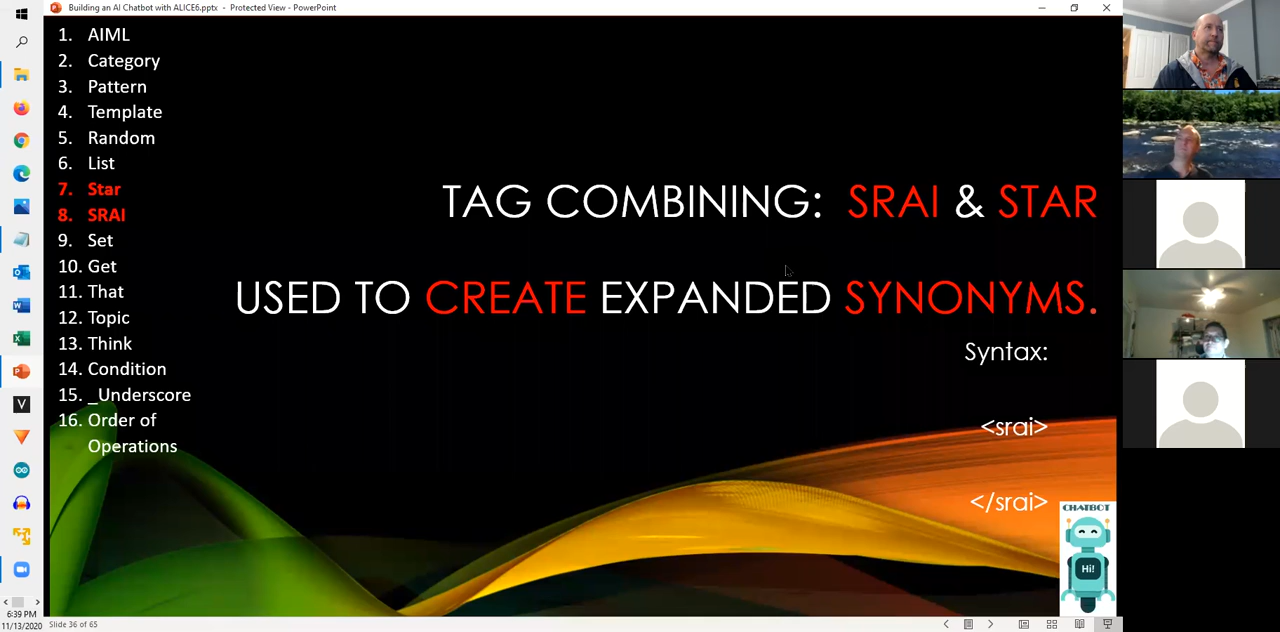 Building an AI Chatbot with ALICE6.pptx - Protected View - PowerPoint
1. AIML
2. Category
3. Pattern
4. Template
5. Random
6. List
7. Star
8. SRAI
9. Set
10. Get
11. That
12. Topic
13. Think
14. Condition
15. _Underscore
16. Order of
Operations
TAG COMBINING: SRAI & STAR
USED TO CREATE EXPANDED SYNONYMS.
Syntax:
<srai>
</srai>
CHATBOT
Hi!
6:39 PM
11/13/2020
Slide 36 of 65